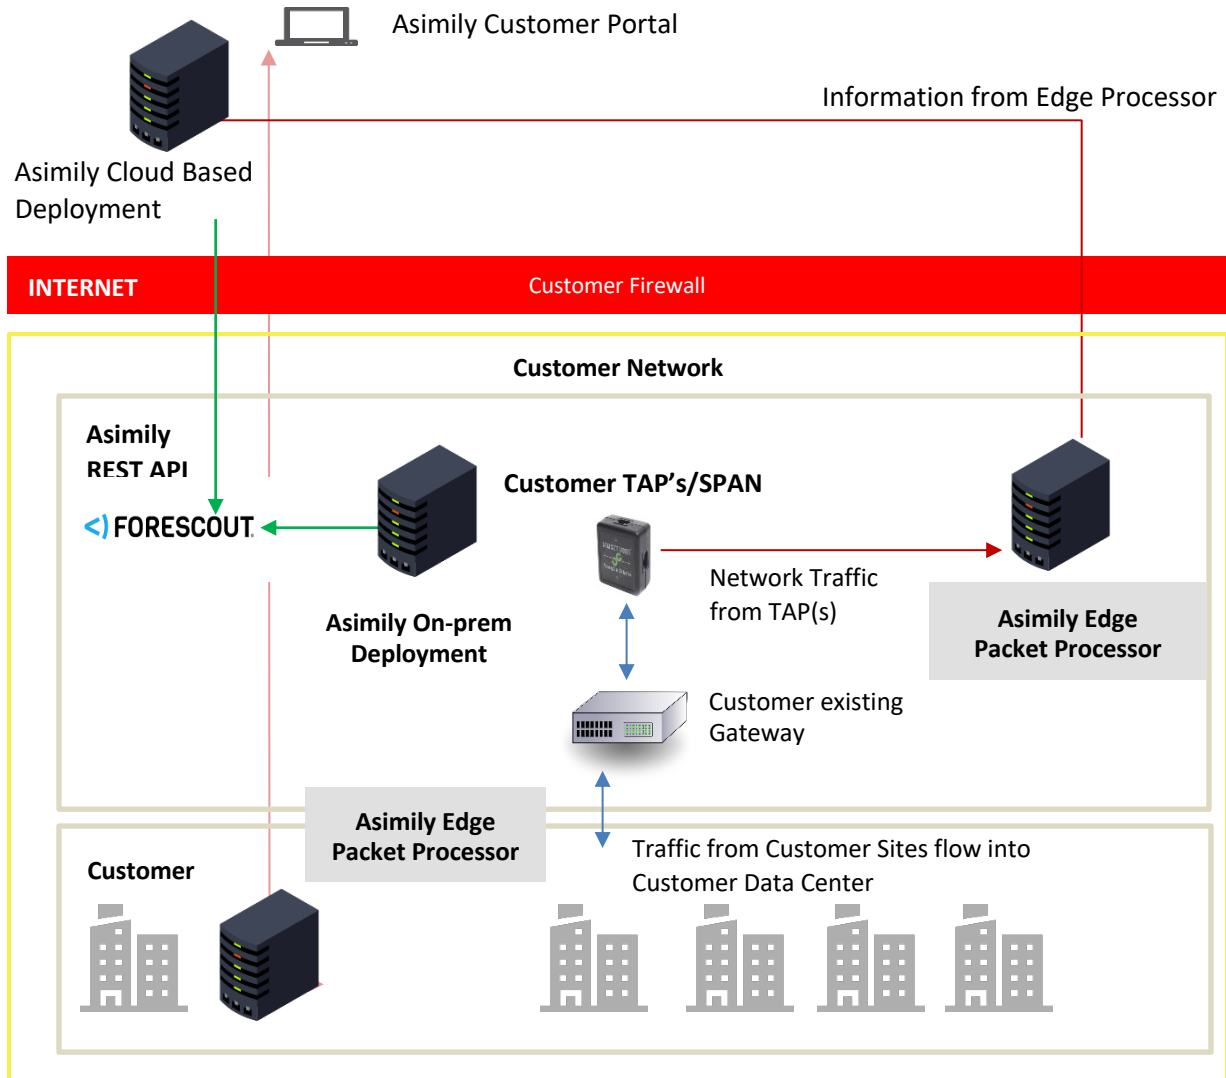 Asimily Customer Portal
Information from Edge Processor
Asimily Cloud Based
Deployment
INTERNET
Customer Firewall
Customer Network
Asimily
REST API
Customer TAP's/SPAN
FORESCOUT
Network Traffic
from TAP(s)
Asimily On-prem
Deployment
Asimily Edge
Packet Processor
Customer existing
Gateway
Asimily Edge
Packet Processor
Traffic from Customer Sites flow into
Customer Data Center
Customer